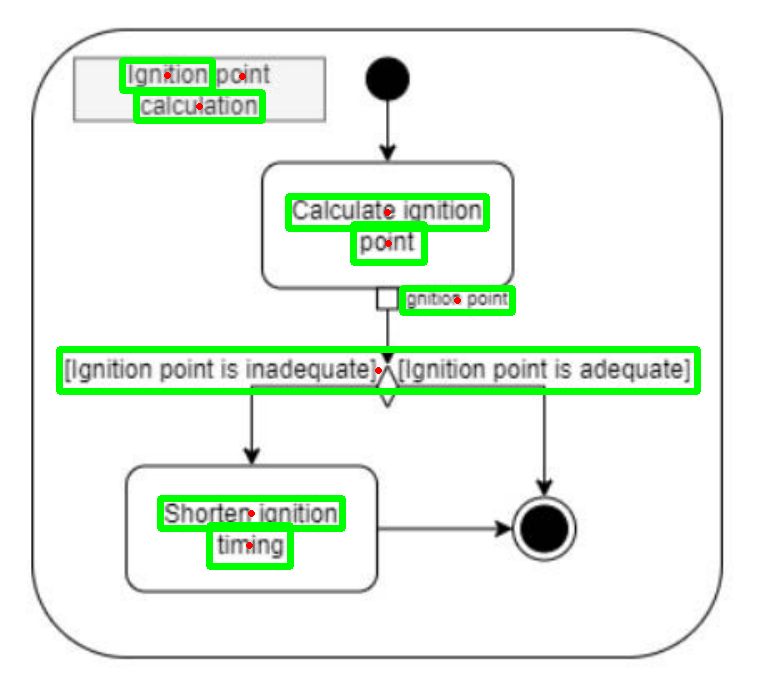 Ignition point
calculation
Calculate ignition
point
gnition point
[Ignition point is inadequate] [Ignition point is adequate]
Shorten ignition
timing